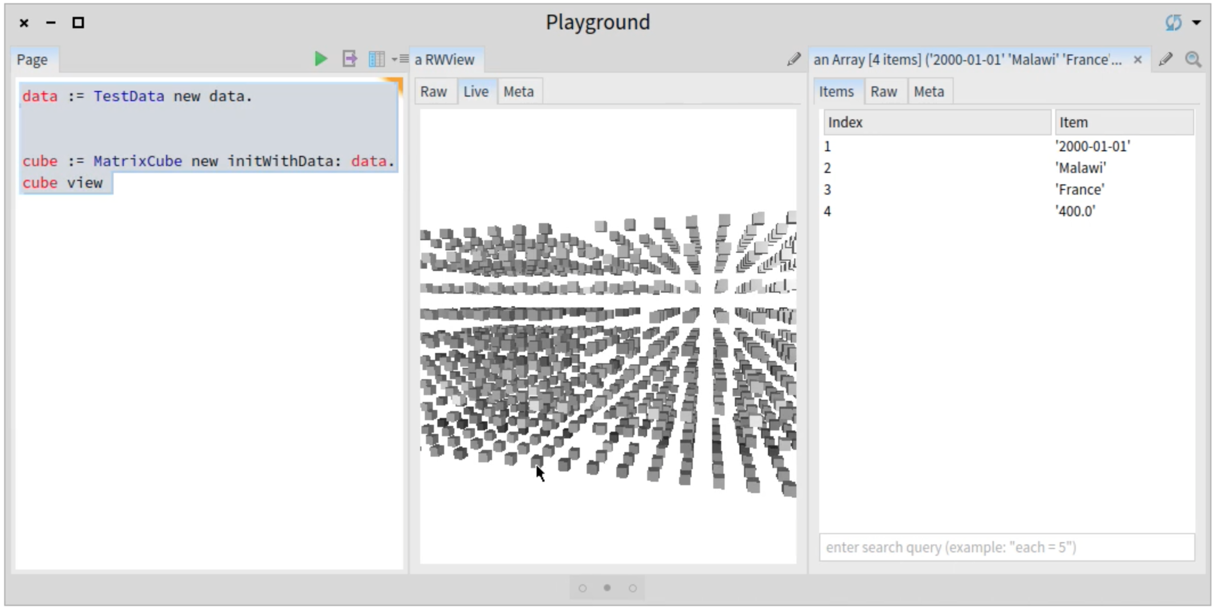 Playground
Page
data := TestData new data.
cube := MatrixCube new initWithData: data.
cube view
a RWView
Raw Live Meta
an Array [4 items] ('2000-01-01' 'Malawi' 'France'...
Items Raw Meta
Index Item
1 '2000-01-01'
2 'Malawi'
3 'France'
4 '400.0'
enter search query (example: "each = 5")